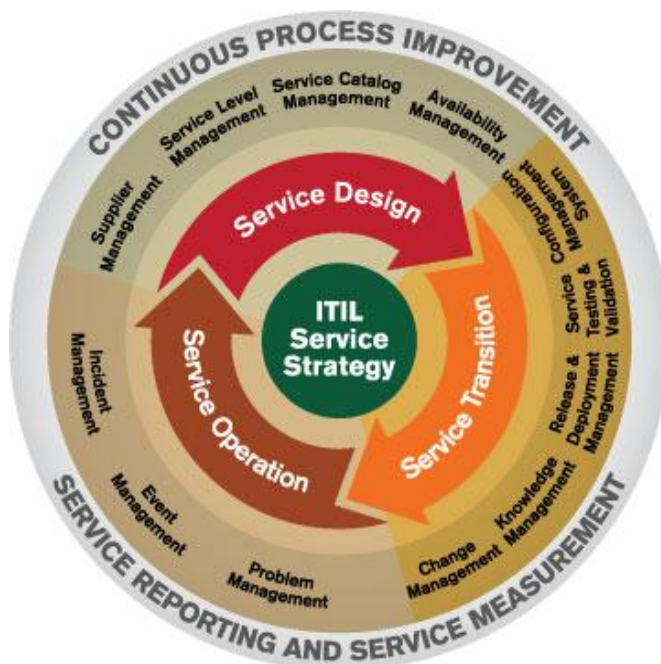 CONTINUOUS PROCESS IMPROVEMENT
Supplier
Management
Service Level
Management
Service Catalog
Management
Availability
Management
Configuration
System
Management
Service
Testing &
Validation
Release &
Deployment
Management
Knowledge
Management
Change
Management
Problem
Management
Event
Management
Incident
Management
Service Design
Service Transition
Service Operation
ITIL
Service
Strategy
SERVICE REPORTING AND SERVICE MEASUREMENT